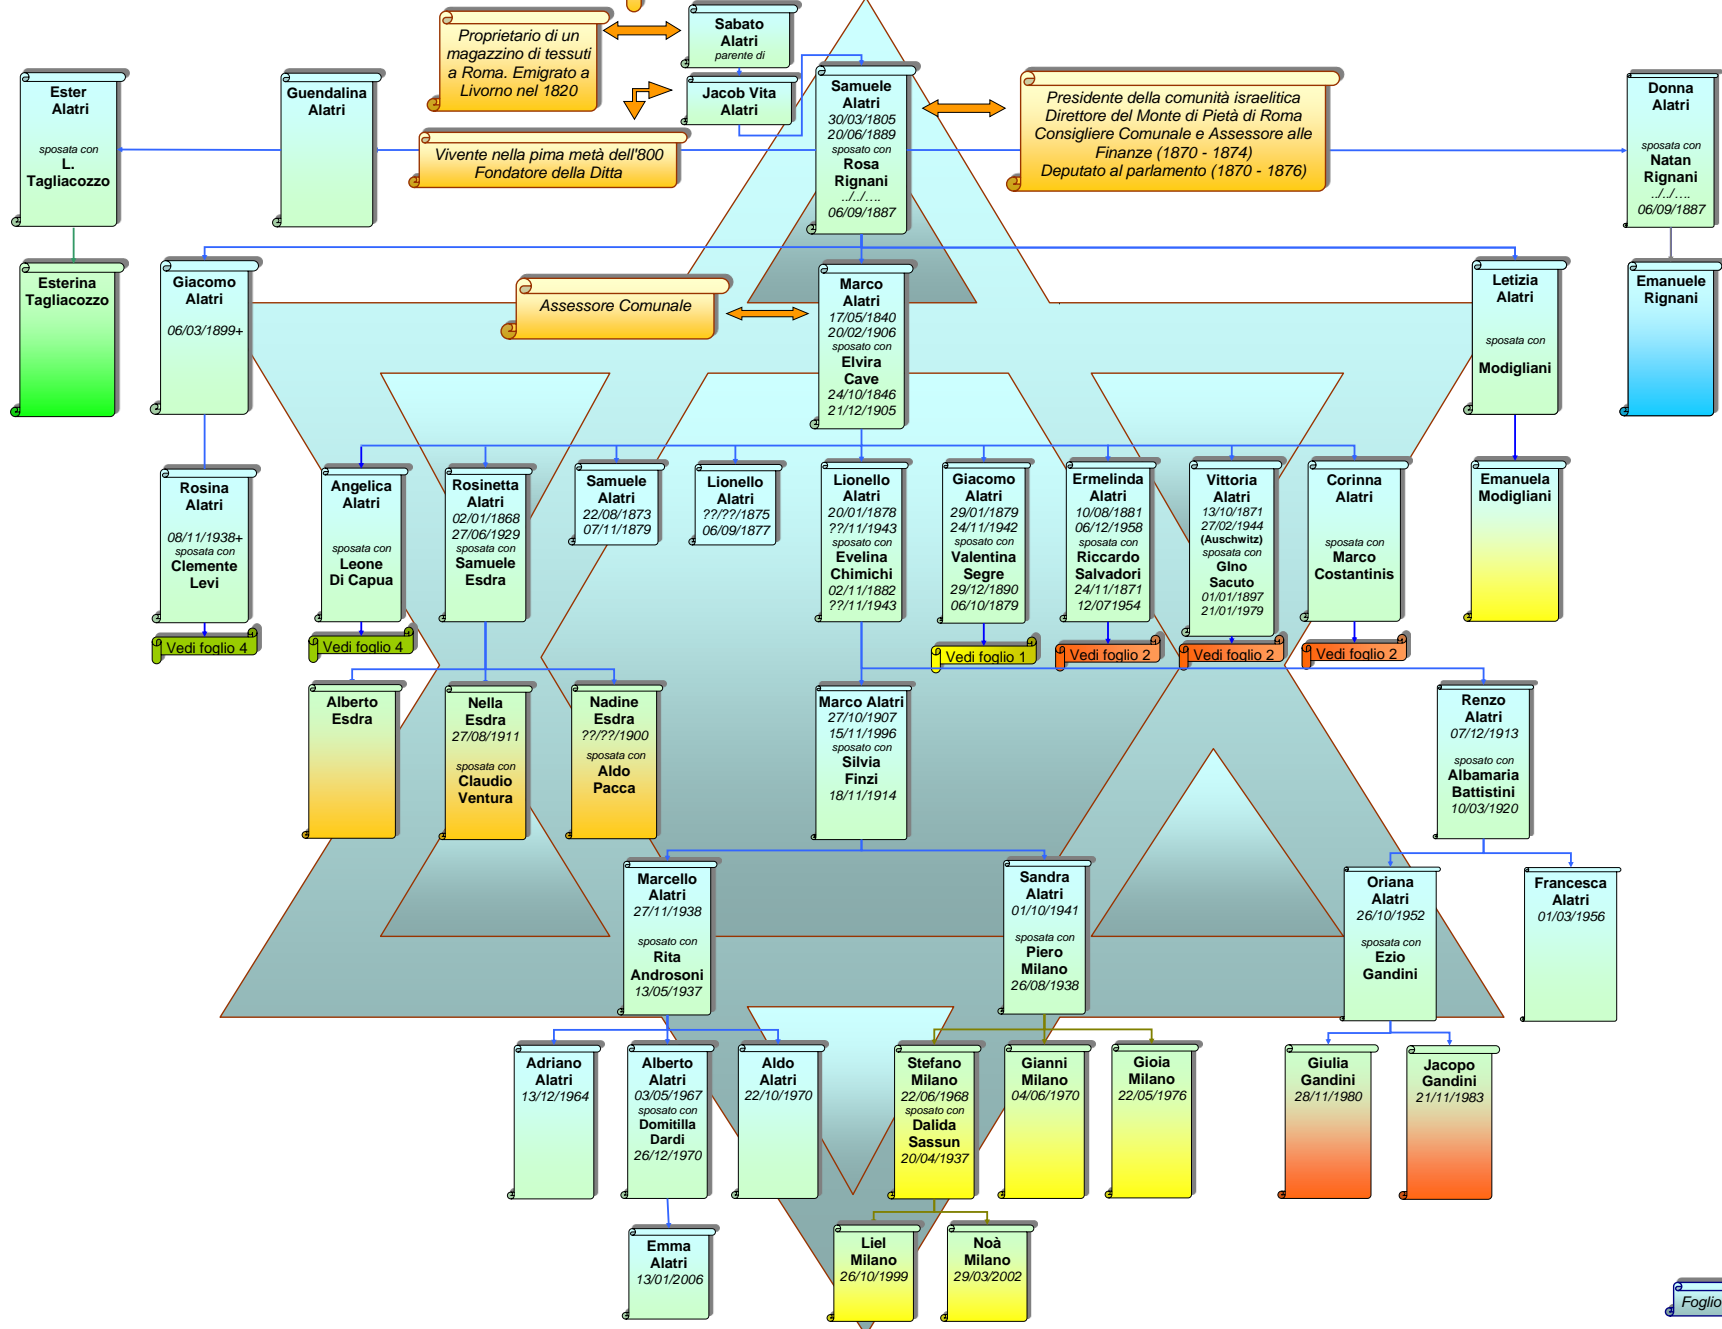 Proprietario di un
magazzino di tessuti
a Roma. Emigrato a
Livorno nel 1820
Sabato
Alatri
parente di
Jacob Vita
Alatri
Vivente nella pima metà dell'800
Fondatore della Ditta
Ester
Alatri
sposata con
L.
Tagliacozzo
Guendalina
Alatri
Samuele
Alatri
30/03/1805
20/06/1889
sposato con
Rosa
Rignani
../../....
06/09/1887
Presidente della comunità israelitica
Direttore del Monte di Pietà di Roma
Consigliere Comunale e Assessore alle
Finanze (1870 - 1874)
Deputato al parlamento (1870 - 1876)
Donna
Alatri
sposata con
Natan
Rignani
../../....
06/09/1887
Esterina
Tagliacozzo
Giacomo
Alatri
06/03/1899+
Assessore Comunale
Marco
Alatri
17/05/1840
20/02/1906
sposato con
Elvira
Cave
24/10/1846
21/12/1905
Letizia
Alatri
sposata con
Modigliani
Emanuele
Rignani
Rosina
Alatri
08/11/1938+
sposata con
Clemente
Levi
Vedi foglio 4
Angelica
Alatri
sposata con
Leone
Di Capua
Vedi foglio 4
Rosinetta
Alatri
02/01/1868
27/06/1929
sposata con
Samuele
Esdra
Samuele
Alatri
22/08/1873
07/11/1879
Lionello
Alatri
??/??/1875
06/09/1877
Lionello
Alatri
20/01/1878
??/11/1943
sposato con
Evelina
Chimichi
02/11/1882
??/11/1943
Giacomo
Alatri
29/01/1879
24/11/1942
sposato con
Valentina
Segre
29/12/1890
06/10/1879
Vedi foglio 1
Ermelinda
Alatri
10/08/1881
06/12/1958
sposata con
Riccardo
Salvadori
24/11/1871
12/071954
Vedi foglio 2
Vittoria
Alatri
13/10/1871
27/02/1944
(Auschwitz)
sposata con
GIno
Sacuto
01/01/1897
21/01/1979
Vedi foglio 2
Corinna
Alatri
sposata con
Marco
Costantinis
Vedi foglio 2
Emanuela
Modigliani
Alberto
Esdra
Nella
Esdra
27/08/1911
sposata con
Claudio
Ventura
Nadine
Esdra
??/??/1900
sposata con
Aldo
Pacca
Marco Alatri
27/10/1907
15/11/1996
sposato con
Silvia
Finzi
18/11/1914
Renzo
Alatri
07/12/1913
sposato con
Albamaria
Battistini
10/03/1920
Marcello
Alatri
27/11/1938
sposato con
Rita
Androsoni
13/05/1937
Sandra
Alatri
01/10/1941
sposata con
Piero
Milano
26/08/1938
Oriana
Alatri
26/10/1952
sposata con
Ezio
Gandini
Francesca
Alatri
01/03/1956
Adriano
Alatri
13/12/1964
Alberto
Alatri
03/05/1967
sposato con
Domitilla
Dardi
26/12/1970
Aldo
Alatri
22/10/1970
Stefano
Milano
22/06/1968
sposato con
Dalida
Sassun
20/04/1937
Gianni
Milano
04/06/1970
Gioia
Milano
22/05/1976
Giulia
Gandini
28/11/1980
Jacopo
Gandini
21/11/1983
Emma
Alatri
13/01/2006
Liel
Milano
26/10/1999
Noà
Milano
29/03/2002
Foglio